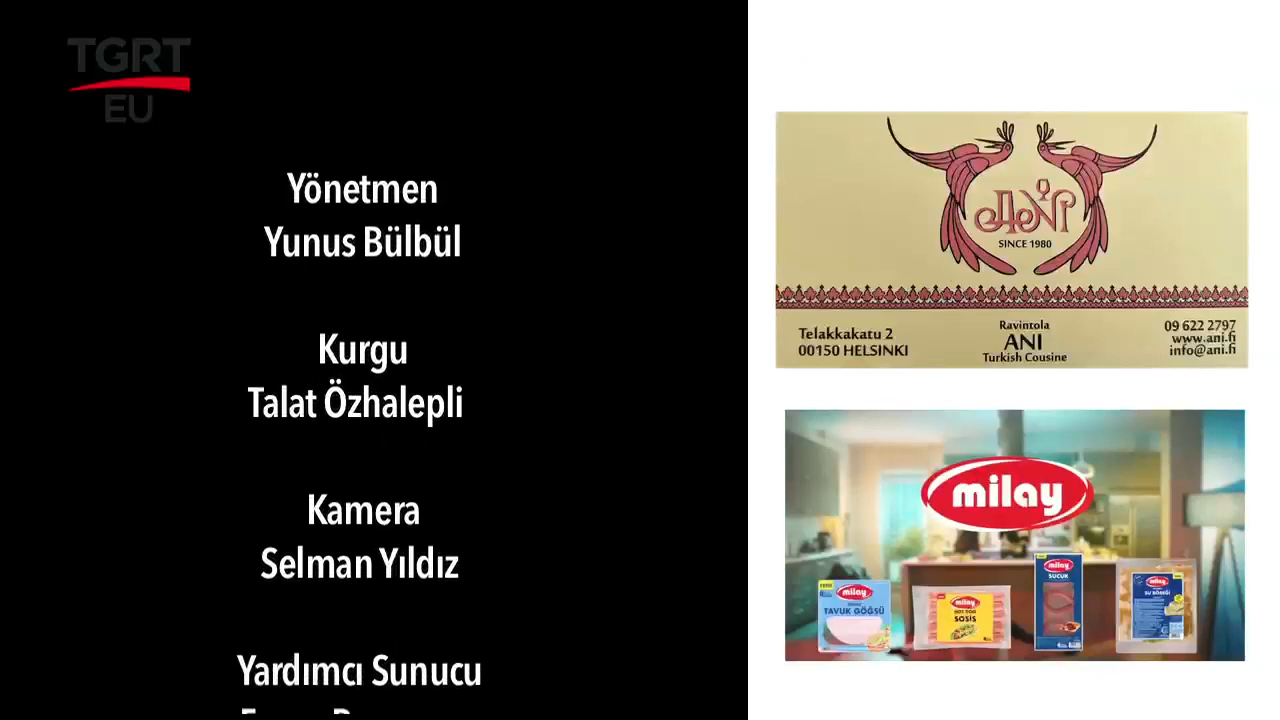 TGRT
EU
Yönetmen
Yunus Bülbül
Kurgu
Talat Özhalepli
Kamera
Selman Yıldız
Yardımcı Sunucu
ANI
SINCE 1980
Telakkakatu 2
00150 HELSINKI
Ravintola
ANI
Turkish Cousine
09 622 2797
www.ani.fi
info@ani.fi
milay
milay
TAVUK GÖĞSÜ
milay
HOT DOG
SOSİS
milay
SUCUK
milay
SU BÖREĞİ